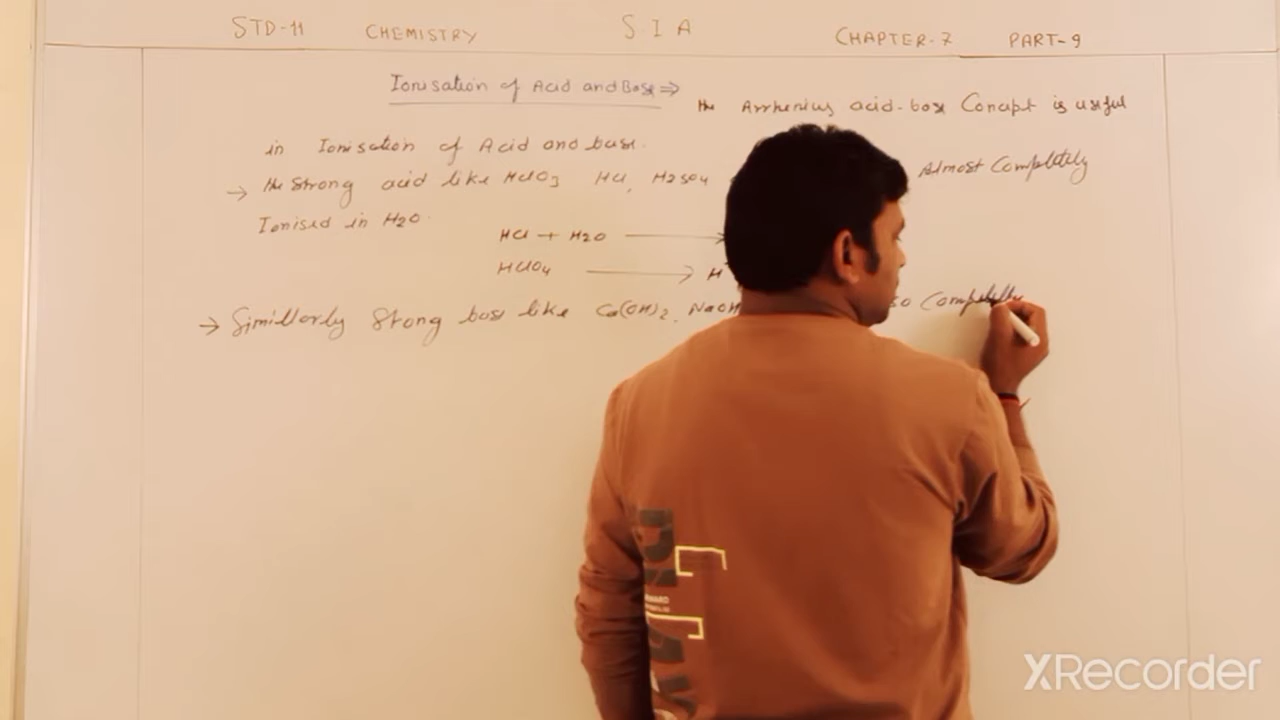 STD-11 CHEMISTRY S.I A CHAPTER-7 PART-9
Ionisation of Acid and Base ⇒ the Arrhenius acid-base Concept is useful
in Ionisation of Acid and base.
→ the strong acid like HClO3 HCl, H2SO4 Almost Completely
Ionised in H2O
HCl + H2O →
HClO4 → H
→ Simillorly Strong base like Ca(OH)2, NaOH so Completely
XRecorder